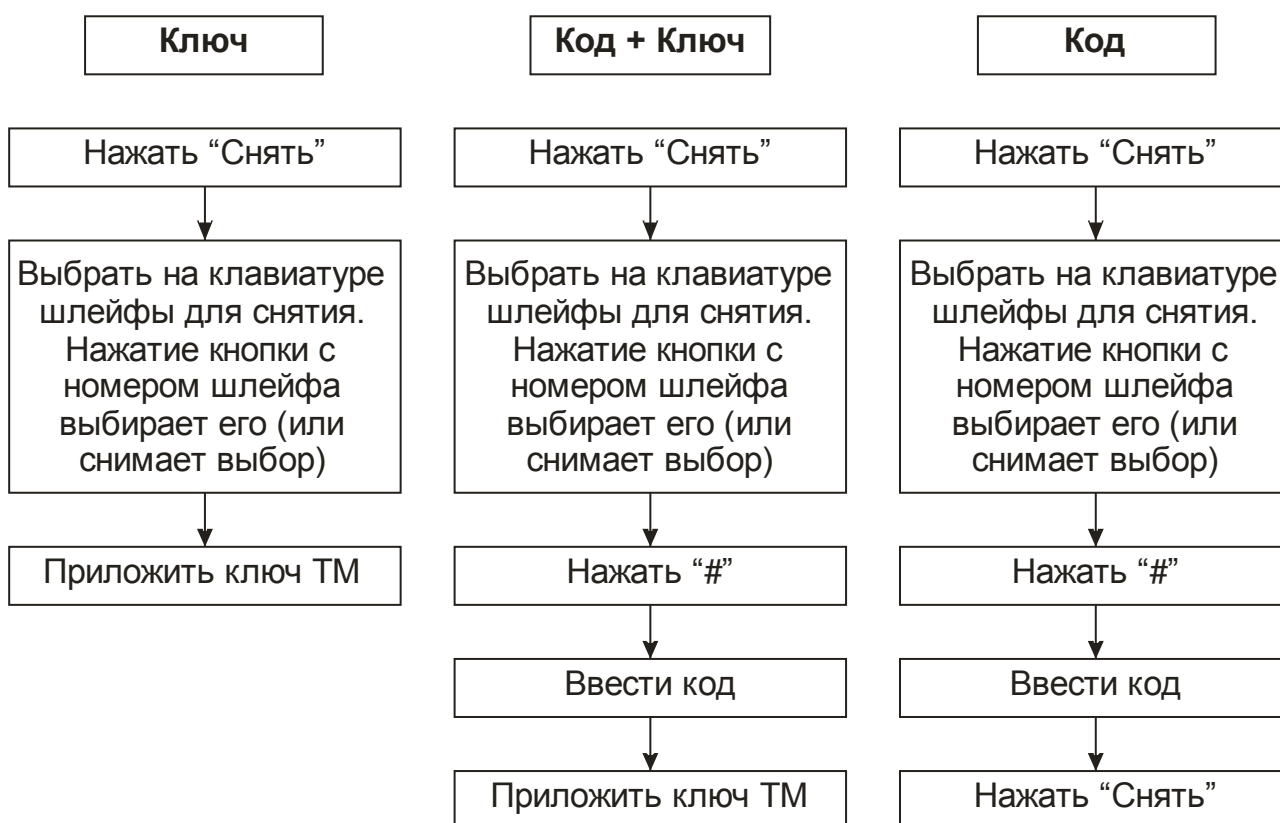 Ключ
Нажать “Снять”
Выбрать на клавиатуре
шлейфы для снятия.
Нажатие кнопки с
номером шлейфа
выбирает его (или
снимает выбор)
Приложить ключ ТМ
Код + Ключ
Нажать “Снять”
Выбрать на клавиатуре
шлейфы для снятия.
Нажатие кнопки с
номером шлейфа
выбирает его (или
снимает выбор)
Нажать “#”
Ввести код
Приложить ключ ТМ
Код
Нажать “Снять”
Выбрать на клавиатуре
шлейфы для снятия.
Нажатие кнопки с
номером шлейфа
выбирает его (или
снимает выбор)
Нажать “#”
Ввести код
Нажать “Снять”